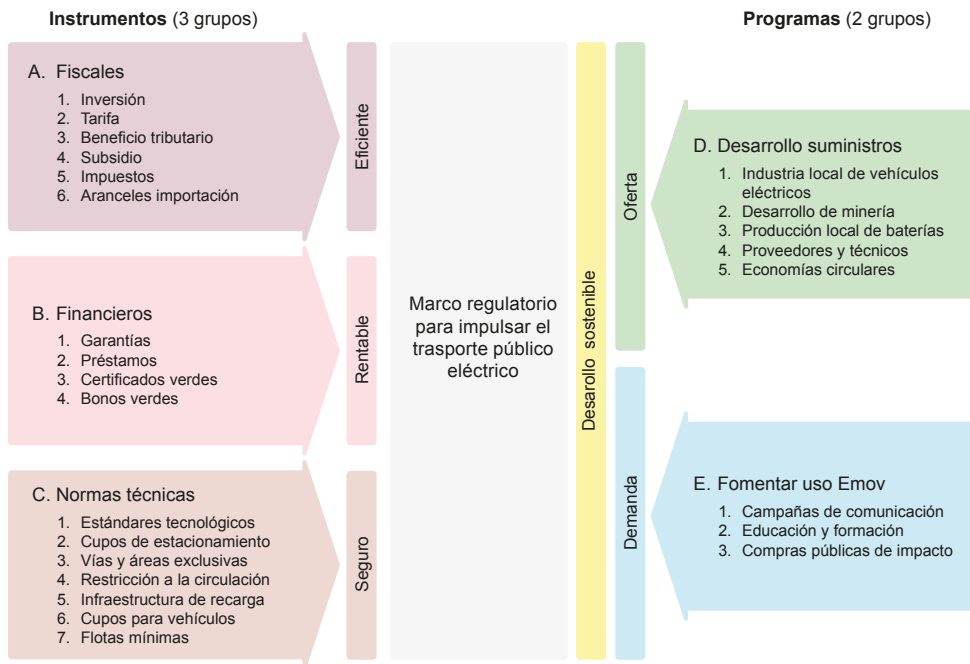 Instrumentos (3 grupos)
A. Fiscales
1. Inversión
2. Tarifa
3. Beneficio tributario
4. Subsidio
5. Impuestos
6. Aranceles importación
Eficiente
B. Financieros
1. Garantías
2. Préstamos
3. Certificados verdes
4. Bonos verdes
Rentable
C. Normas técnicas
1. Estándares tecnológicos
2. Cupos de estacionamiento
3. Vías y áreas exclusivas
4. Restricción a la circulación
5. Infraestructura de recarga
6. Cupos para vehículos
7. Flotas mínimas
Seguro
Marco regulatorio
para impulsar el
trasporte público
eléctrico
Desarollo sostenible
Programas (2 grupos)
Oferta
D. Desarrollo suministros
1. Industria local de vehículos
eléctricos
2. Desarrollo de minería
3. Producción local de baterías
4. Proveedores y técnicos
5. Economías circulares
Demanda
E. Fomentar uso Emov
1. Campañas de comunicación
2. Educación y formación
3. Compras públicas de impacto